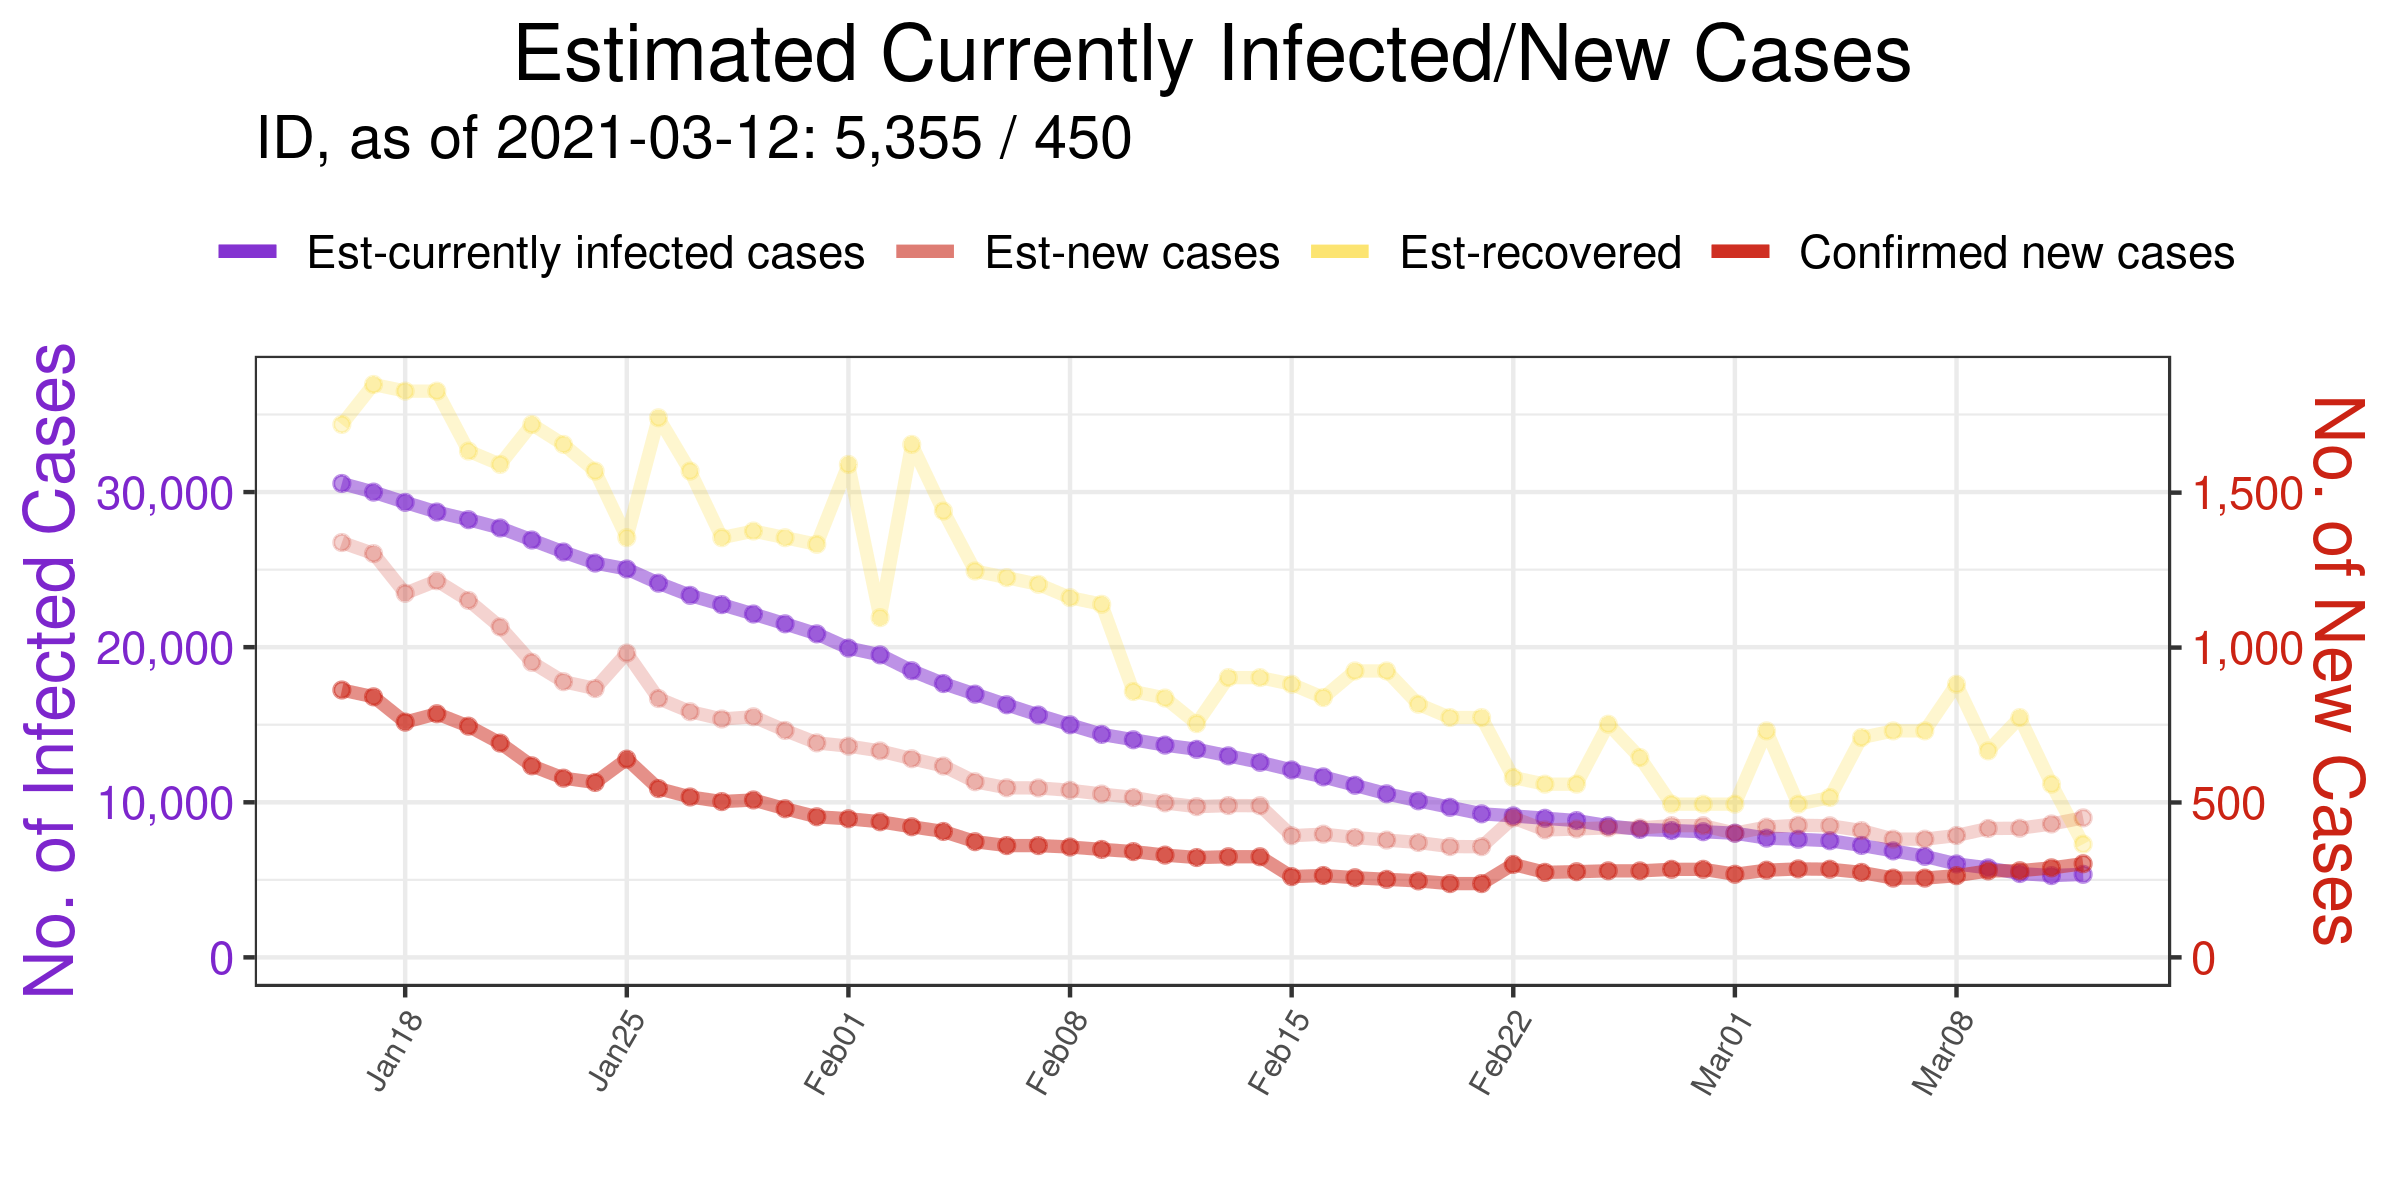 Estimated Currently Infected/New Cases
ID, as of 2021-03-12: 5,355 / 450
Est-currently infected cases Est-new cases Est-recovered Confirmed new cases
No. of Infected Cases
30,000
20,000
10,000
0
1,500
1,000
500
0
No. of New Cases
Jan18 Jan25 Feb01 Feb08 Feb15 Feb22 Mar01 Mar08